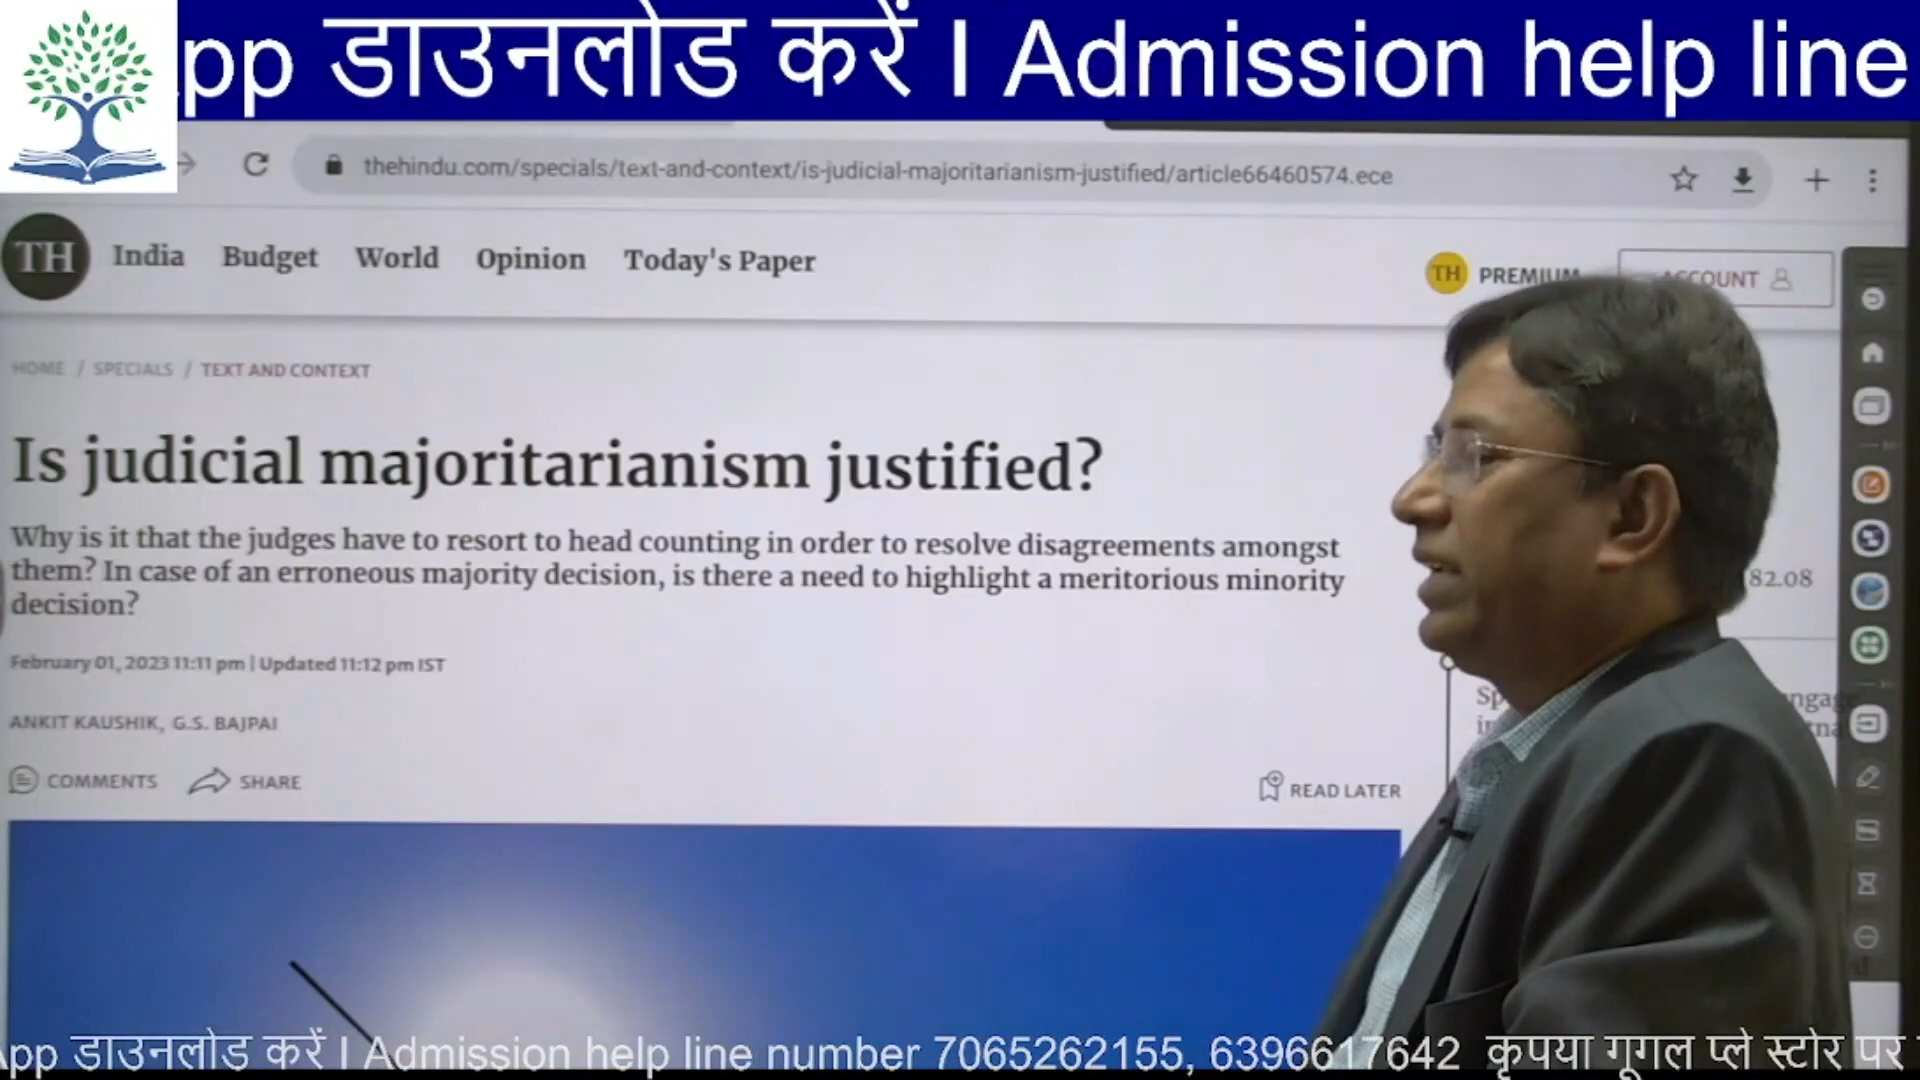 pp डाउनलोड करें I Admission help line
thehindu.com/specials/text-and-context/is-judicial-majoritarianism-justified/article66460574.ece
TH India Budget World Opinion Today's Paper
TH PREMIUM ACCOUNT
HOME / SPECIALS / TEXT AND CONTEXT
Is judicial majoritarianism justified?
Why is it that the judges have to resort to head counting in order to resolve disagreements amongst
them? In case of an erroneous majority decision, is there a need to highlight a meritorious minority
decision?
82.08
February 01, 2023 11:11 pm | Updated 11:12 pm IST
ANKIT KAUSHIK, G.S. BAJPAI
COMMENTS SHARE
READ LATER
App डाउनलोड करें I Admission help line number 7065262155, 6396617642 कृपया गूगल प्ले स्टोर पर